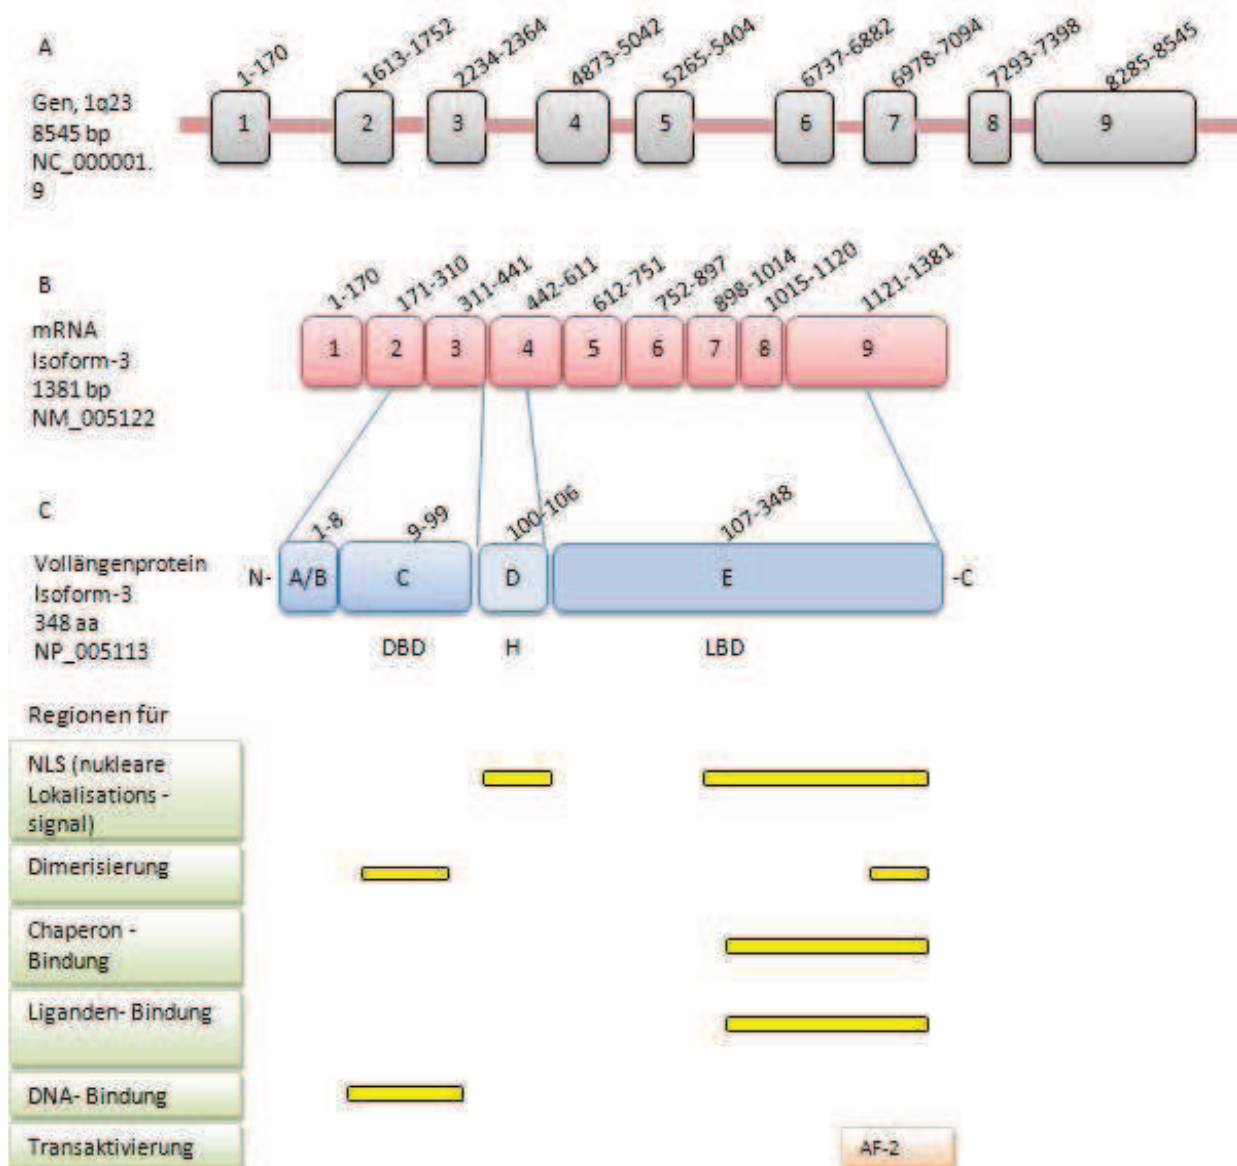 A
Gen, 1q23
8545 bp
NC_000001.
9
1-170
1613-1752
2234-2364
4873-5042
5265-5404
6737-6882
6978-7094
7293-7398
8285-8545
1 2 3 4 5 6 7 8 9
B
mRNA
Isoform-3
1381 bp
NM_005122
1-170
171-310
311-441
442-611
612-751
752-897
898-1014
1015-1120
1121-1381
1 2 3 4 5 6 7 8 9
C
Vollängenprotein
Isoform-3
348 aa
NP_005113
1-8
9-99
100-106
107-348
N- A/B C D E -C
DBD H LBD
Regionen für
NLS (nukleare
Lokalisations -
signal)
Dimerisierung
Chaperon -
Bindung
Liganden- Bindung
DNA- Bindung
Transaktivierung
AF-2